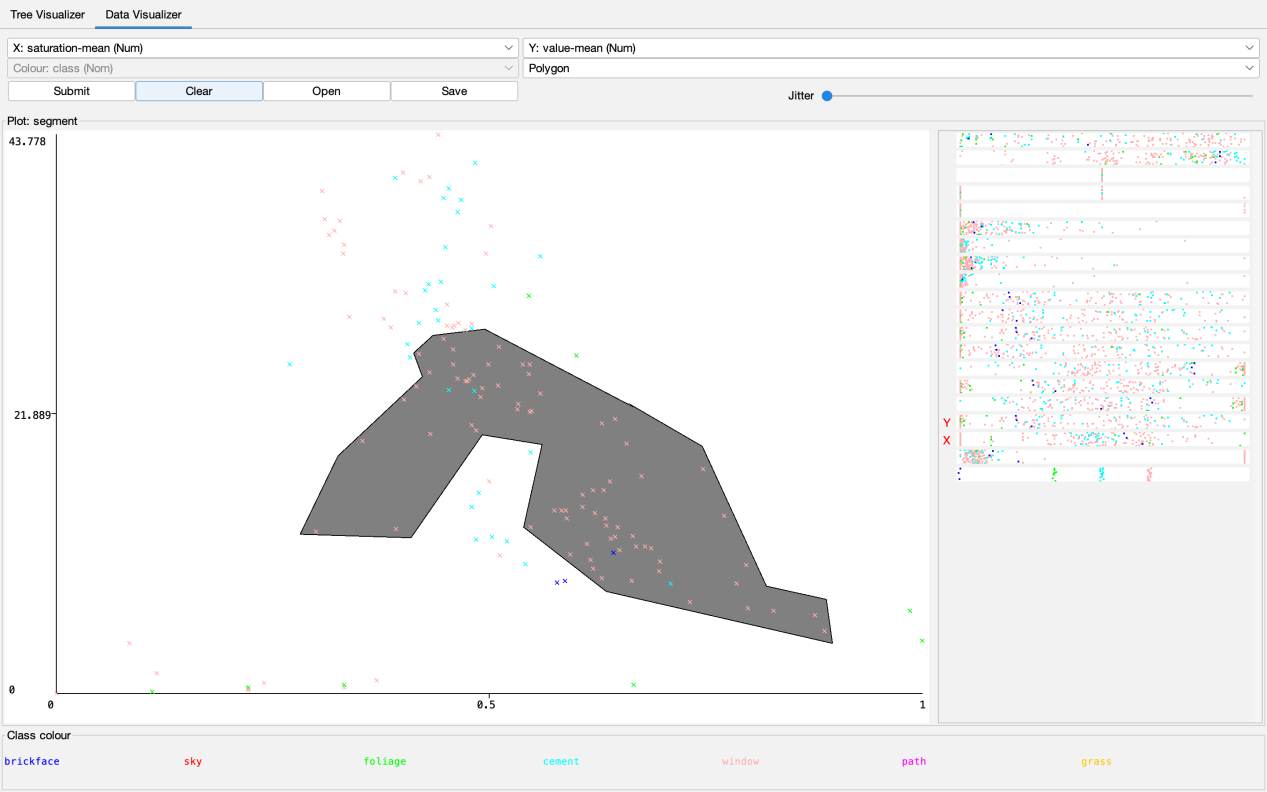 Tree Visualizer Data Visualizer
X: saturation-mean (Num) Y: value-mean (Num)
Colour: class (Nom) Polygon
Submit Clear Open Save Jitter
Plot: segment
43.778
21.889
Y
X
0
0 0.5 1
Class colour
brickface sky foliage cement window path grass